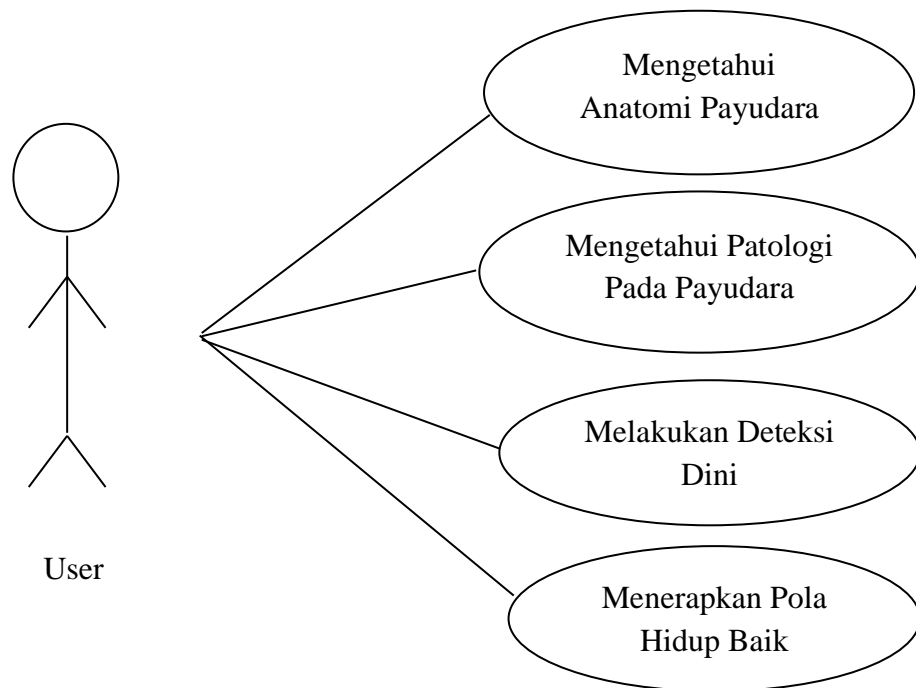 Mengetahui
Anatomi Payudara
Mengetahui Patologi
Pada Payudara
Melakukan Deteksi
Dini
User
Menerapkan Pola
Hidup Baik